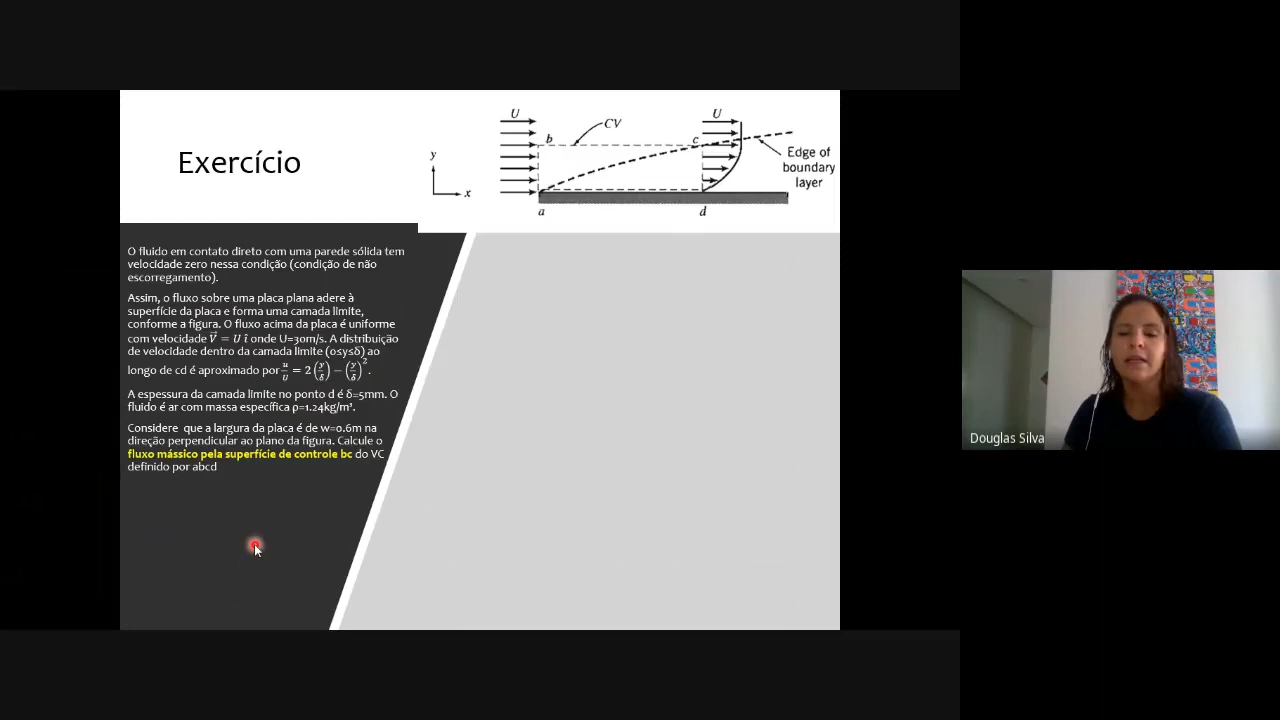 Exercício
U
U
CV
b
c
y
x
Edge of
boundary
layer
a
d
O fluido em contato direto com uma parede sólida tem
velocidade zero nessa condição (condição de não
escorregamento).
Assim, o fluxo sobre uma placa plana adere à
superfície da placa e forma uma camada limite,
conforme a figura. O fluxo acima da placa é uniforme
com velocidade V⃗ = U î onde U=30m/s. A distribuição
de velocidade dentro da camada limite (0≤y≤δ) ao
longo de cd é aproximado por u/U = 2(y/δ) − (y/δ)².
A espessura da camada limite no ponto d é δ=5mm. O
fluido é ar com massa específica ρ=1.24kg/m³.
Considere que a largura da placa é de w=0.6m na
direção perpendicular ao plano da figura. Calcule o
fluxo mássico pela superfície de controle bc do VC
definido por abcd
Douglas Silva